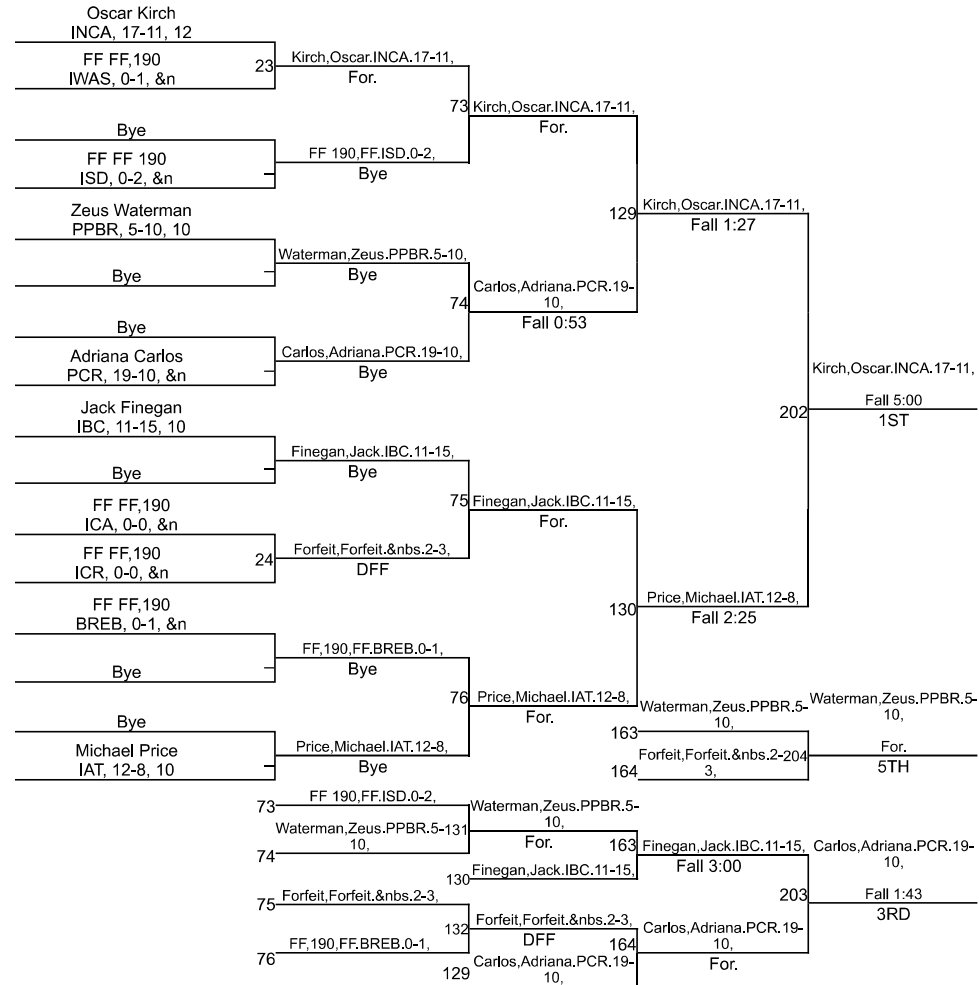 Oscar Kirch
INCA, 17-11, 12
FF FF,190
IWAS, 0-1, &n
23
Kirch,Oscar.INCA.17-11,
For.
Bye
FF FF 190
ISD, 0-2, &n
FF 190,FF.ISD.0-2,
Bye
73
Kirch,Oscar.INCA.17-11,
For.
Zeus Waterman
PPBR, 5-10, 10
Bye
Waterman,Zeus.PPBR.5-10,
Bye
Bye
Adriana Carlos
PCR, 19-10, &n
Carlos,Adriana.PCR.19-10,
Bye
74
Carlos,Adriana.PCR.19-
10,
Fall 0:53
129
Kirch,Oscar.INCA.17-11,
Fall 1:27
Jack Finegan
IBC, 11-15, 10
Bye
Finegan,Jack.IBC.11-15,
Bye
FF FF,190
ICA, 0-0, &n
FF FF,190
ICR, 0-0, &n
24
Forfeit,Forfeit.&nbs.2-3,
DFF
75
Finegan,Jack.IBC.11-15,
For.
FF FF,190
BREB, 0-1, &n
Bye
FF,190,FF.BREB.0-1,
Bye
Bye
Michael Price
IAT, 12-8, 10
Price,Michael.IAT.12-8,
Bye
76
Price,Michael.IAT.12-8,
For.
130
Price,Michael.IAT.12-8,
Fall 2:25
202
Kirch,Oscar.INCA.17-11,
Fall 5:00
1ST
163
Waterman,Zeus.PPBR.5-
10,
164
Forfeit,Forfeit.&nbs.2-
3,
204
Waterman,Zeus.PPBR.5-
10,
For.
5TH
73
FF 190,FF.ISD.0-2,
74
Waterman,Zeus.PPBR.5-
10,
131
Waterman,Zeus.PPBR.5-
10,
For.
130
Finegan,Jack.IBC.11-15,
163
Finegan,Jack.IBC.11-15,
Fall 3:00
75
Forfeit,Forfeit.&nbs.2-3,
76
FF,190,FF.BREB.0-1,
132
Forfeit,Forfeit.&nbs.2-3,
DFF
129
Carlos,Adriana.PCR.19-
10,
164
Carlos,Adriana.PCR.19-
10,
For.
203
Carlos,Adriana.PCR.19-
10,
Fall 1:43
3RD